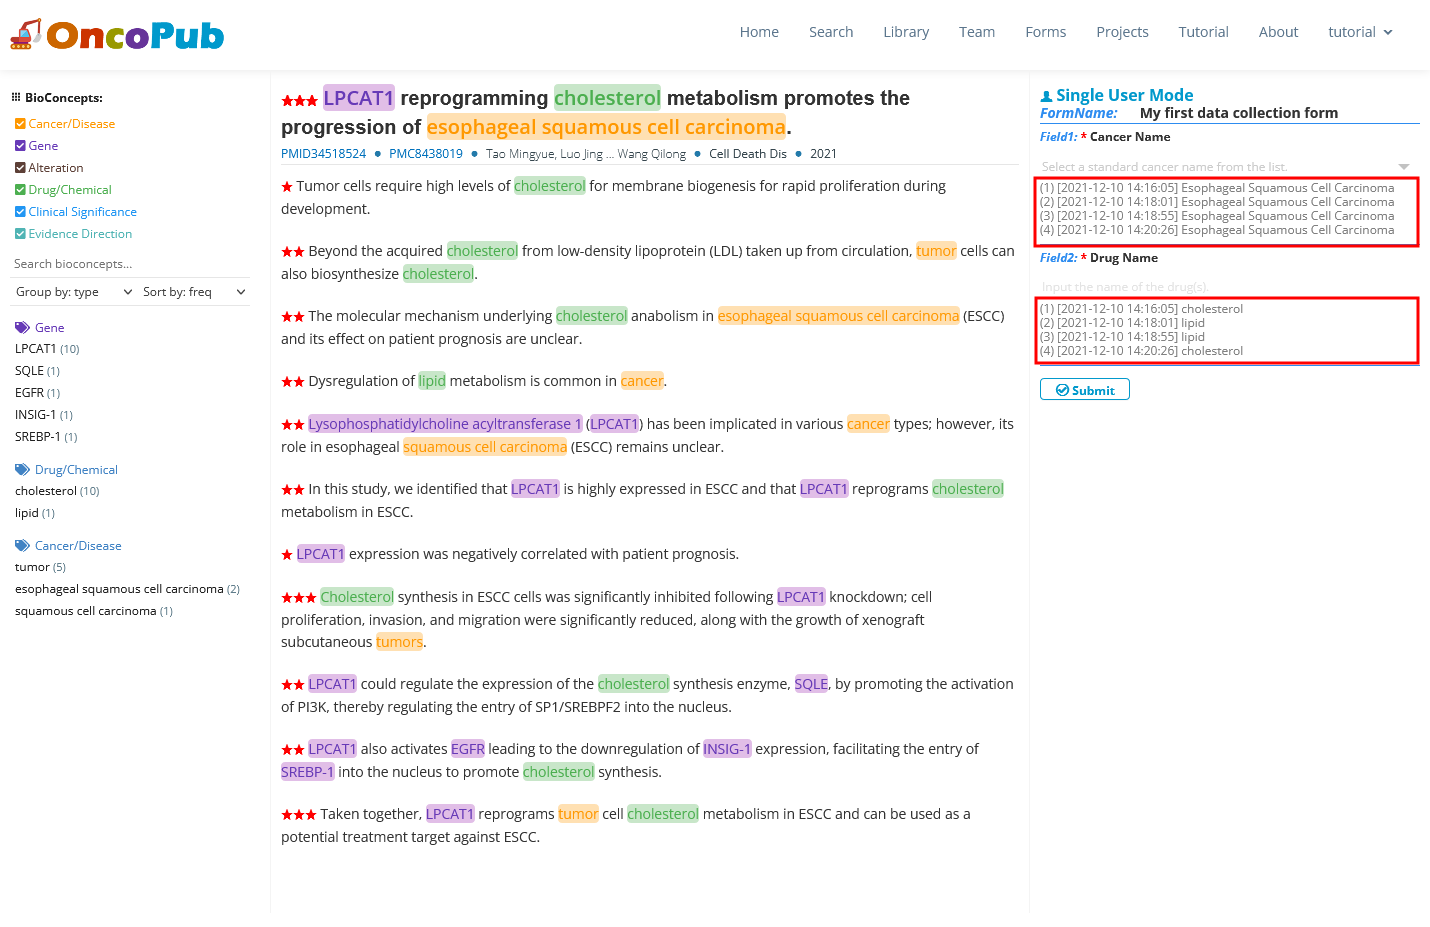 OncoPub
Home Search Library Team Forms Projects Tutorial About tutorial
BioConcepts:
Cancer/Disease
Gene
Alteration
Drug/Chemical
Clinical Significance
Evidence Direction
Search bioconcepts...
Group by: type Sort by: freq
Gene
LPCAT1 (10)
SQLE (1)
EGFR (1)
INSIG-1 (1)
SREBP-1 (1)
Drug/Chemical
cholesterol (10)
lipid (1)
Cancer/Disease
tumor (5)
esophageal squamous cell carcinoma (2)
squamous cell carcinoma (1)
LPCAT1 reprogramming cholesterol metabolism promotes the
progression of esophageal squamous cell carcinoma.
PMID34518524 ● PMC8438019 ● Tao Mingyue, Luo Jing ... Wang Qilong ● Cell Death Dis ● 2021
Tumor cells require high levels of cholesterol for membrane biogenesis for rapid proliferation during
development.
Beyond the acquired cholesterol from low-density lipoprotein (LDL) taken up from circulation, tumor cells can
also biosynthesize cholesterol.
The molecular mechanism underlying cholesterol anabolism in esophageal squamous cell carcinoma (ESCC)
and its effect on patient prognosis are unclear.
Dysregulation of lipid metabolism is common in cancer.
Lysophosphatidylcholine acyltransferase 1 (LPCAT1) has been implicated in various cancer types; however, its
role in esophageal squamous cell carcinoma (ESCC) remains unclear.
In this study, we identified that LPCAT1 is highly expressed in ESCC and that LPCAT1 reprograms cholesterol
metabolism in ESCC.
LPCAT1 expression was negatively correlated with patient prognosis.
Cholesterol synthesis in ESCC cells was significantly inhibited following LPCAT1 knockdown; cell
proliferation, invasion, and migration were significantly reduced, along with the growth of xenograft
subcutaneous tumors.
LPCAT1 could regulate the expression of the cholesterol synthesis enzyme, SQLE, by promoting the activation
of PI3K, thereby regulating the entry of SP1/SREBPF2 into the nucleus.
LPCAT1 also activates EGFR leading to the downregulation of INSIG-1 expression, facilitating the entry of
SREBP-1 into the nucleus to promote cholesterol synthesis.
Taken together, LPCAT1 reprograms tumor cell cholesterol metabolism in ESCC and can be used as a
potential treatment target against ESCC.
Single User Mode
FormName: My first data collection form
Field1: * Cancer Name
Select a standard cancer name from the list.
(1) [2021-12-10 14:16:05] Esophageal Squamous Cell Carcinoma
(2) [2021-12-10 14:18:01] Esophageal Squamous Cell Carcinoma
(3) [2021-12-10 14:18:55] Esophageal Squamous Cell Carcinoma
(4) [2021-12-10 14:20:26] Esophageal Squamous Cell Carcinoma
Field2: * Drug Name
Input the name of the drug(s).
(1) [2021-12-10 14:16:05] cholesterol
(2) [2021-12-10 14:18:01] lipid
(3) [2021-12-10 14:18:55] lipid
(4) [2021-12-10 14:20:26] cholesterol
Submit